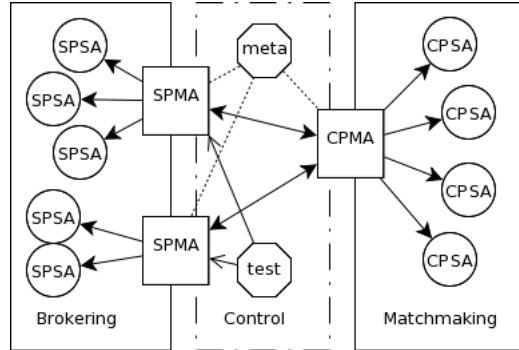 SPSA
SPSA
SPSA
SPMA
meta
CPMA
CPSA
CPSA
CPSA
CPSA
SPSA
SPSA
SPMA
test
Brokering
Control
Matchmaking